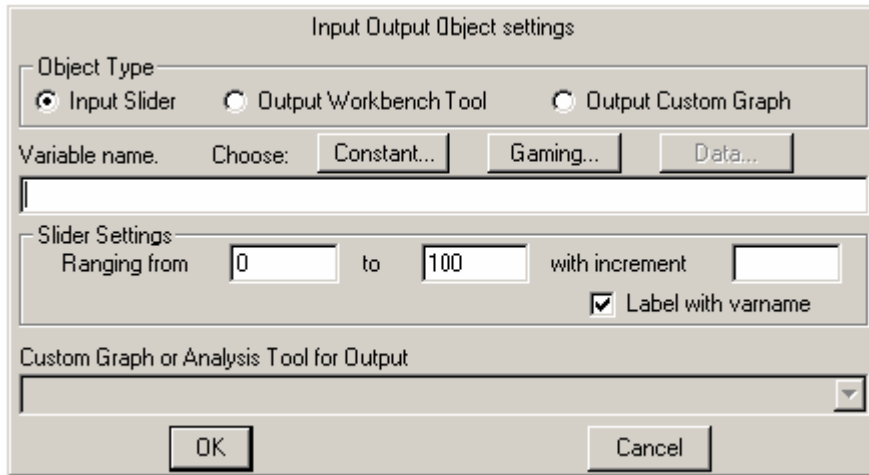 Input Output Object settings
Object Type
Input Slider Output Workbench Tool Output Custom Graph
Variable name. Choose: Constant... Gaming... Data...
Slider Settings
Ranging from 0 to 100 with increment
Label with varname
Custom Graph or Analysis Tool for Output
OK Cancel